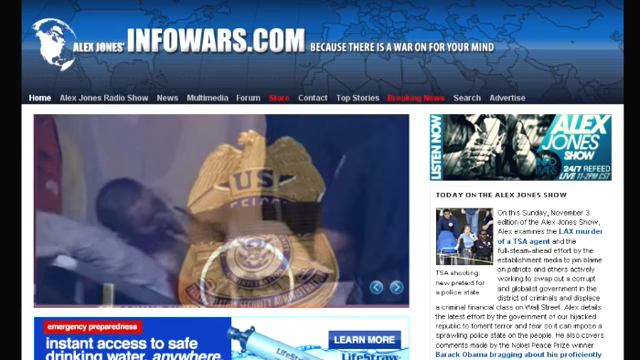 ALEX JONES' INFOWARS.COM BECAUSE THERE IS A WAR ON FOR YOUR MIND
Home Alex Jones Radio Show News Multimedia Forum Store Contact Top Stories Breaking News Search Advertise
US
LISTEN NOW
ALEX
JONES
SHOW
24/7 REFEED
LIVE 11-2PM CST
TODAY ON THE ALEX JONES SHOW
On this Sunday, November 3
edition of the Alex Jones Show,
Alex examines the LAX murder
of a TSA agent and the
full-steam-ahead effort by the
establishment media to pin blame
on patriots and others actively
working to swap out a corrupt
and globalist government in the
district of criminals and displace
a criminal financial class on Wall Street. Alex details
the latest effort by the government of our hijacked
republic to foment terror and fear so it can impose a
sprawling police state on the people. He also covers
comments made by the Nobel Peace Prize winner
Barack Obama bragging about his proficiently
TSA shooting:
new pretext for
a police state
emergency preparedness
instant access to safe
drinking water, anywhere
LifeStraw
LEARN MORE
LifeStraw